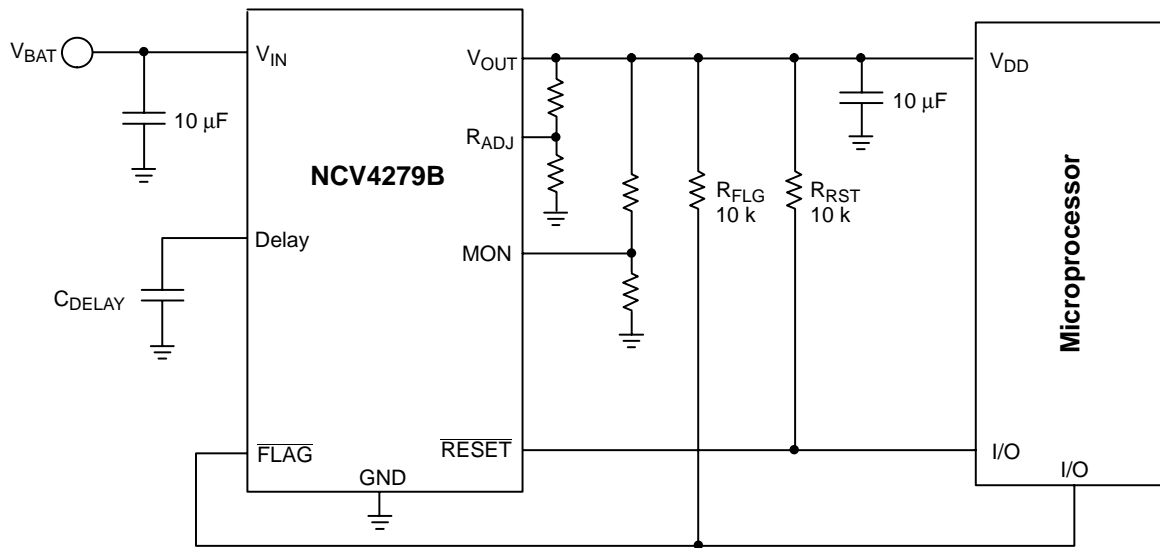 V_BAT
V_IN
10 μF
V_OUT
R_ADJ
NCV4279B
Delay
C_DELAY
MON
FLAG
RESET
GND
R_FLG
10 k
R_RST
10 k
10 μF
V_DD
Microprocessor
I/O
I/O